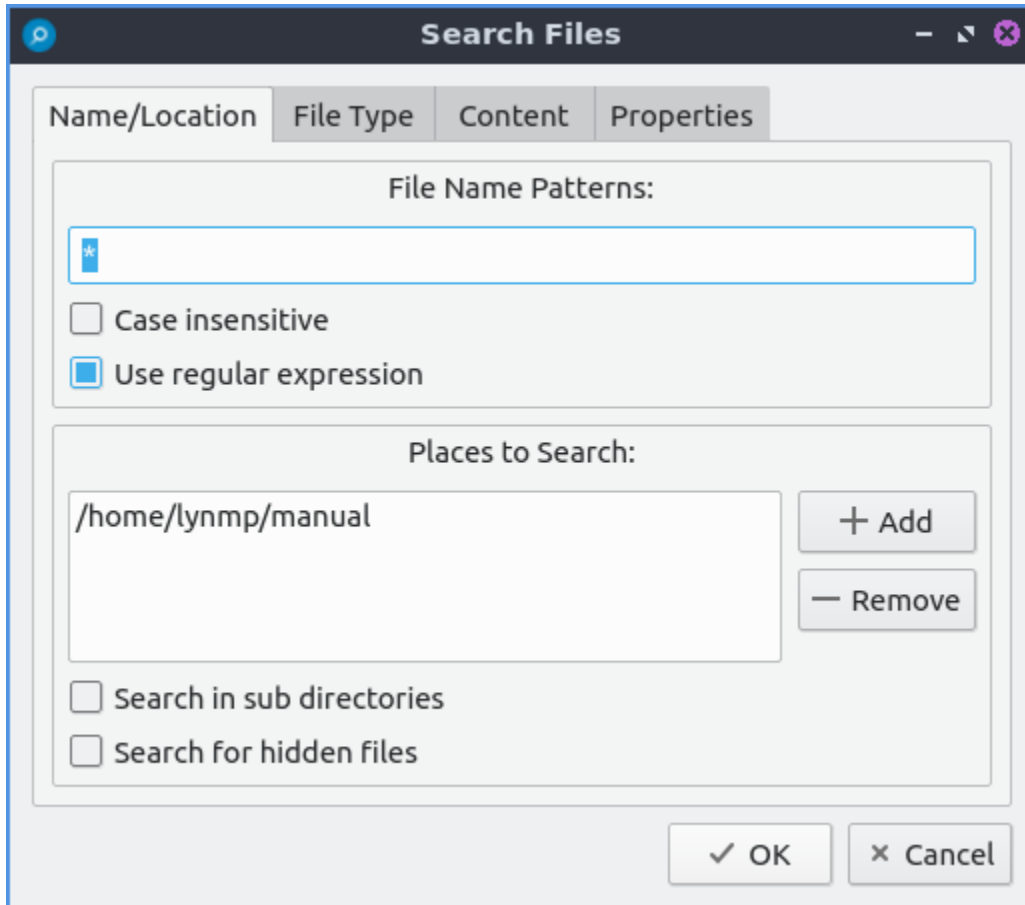 Search Files
Name/Location File Type Content Properties
File Name Patterns:
*
Case insensitive
Use regular expression
Places to Search:
/home/lynmp/manual
Add
Remove
Search in sub directories
Search for hidden files
OK Cancel